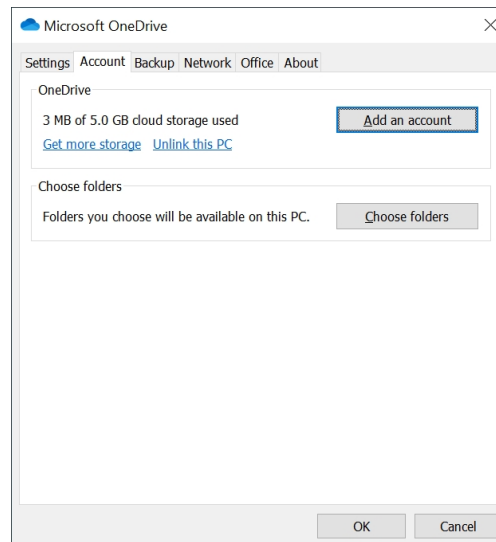 Microsoft OneDrive
Settings Account Backup Network Office About
OneDrive
3 MB of 5.0 GB cloud storage used Add an account
Get more storage Unlink this PC
Choose folders
Folders you choose will be available on this PC. Choose folders
OK Cancel